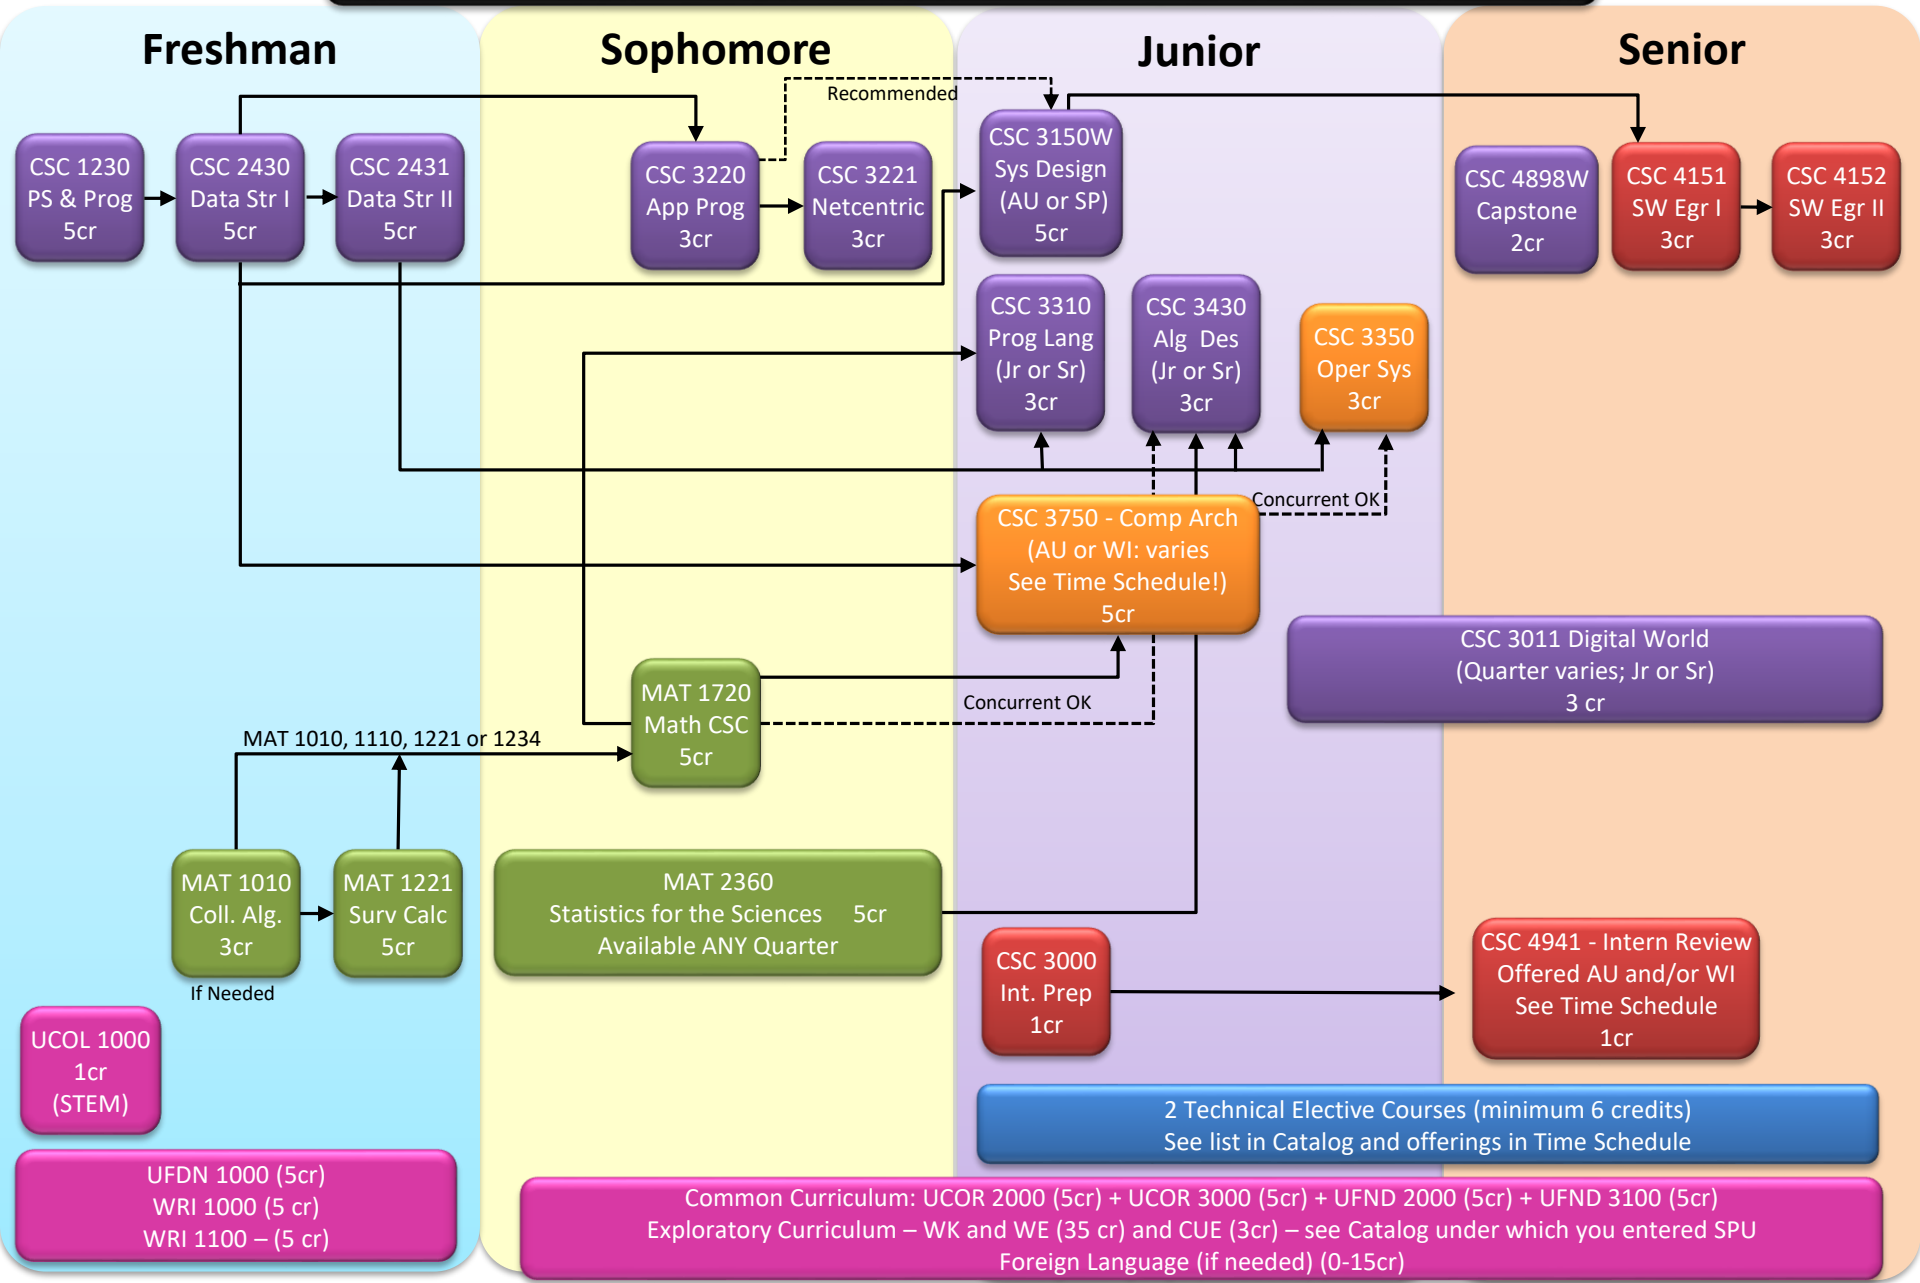 Freshman
Sophomore
Junior
Senior
Recommended
CSC 1230
PS & Prog
5cr
CSC 2430
Data Str I
5cr
CSC 2431
Data Str II
5cr
CSC 3220
App Prog
3cr
CSC 3221
Netcentric
3cr
CSC 3150W
Sys Design
(AU or SP)
5cr
CSC 4898W
Capstone
2cr
CSC 4151
SW Egr I
3cr
CSC 4152
SW Egr II
3cr
CSC 3310
Prog Lang
(Jr or Sr)
3cr
CSC 3430
Alg Des
(Jr or Sr)
3cr
CSC 3350
Oper Sys
3cr
Concurrent OK
CSC 3750 - Comp Arch
(AU or WI: varies
See Time Schedule!)
5cr
CSC 3011 Digital World
(Quarter varies; Jr or Sr)
3 cr
MAT 1720
Math CSC
5cr
Concurrent OK
MAT 1010, 1110, 1221 or 1234
MAT 1010
Coll. Alg.
3cr
If Needed
MAT 1221
Surv Calc
5cr
MAT 2360
Statistics for the Sciences 5cr
Available ANY Quarter
CSC 3000
Int. Prep
1cr
CSC 4941 - Intern Review
Offered AU and/or WI
See Time Schedule
1cr
UCOL 1000
1cr
(STEM)
2 Technical Elective Courses (minimum 6 credits)
See list in Catalog and offerings in Time Schedule
UFDN 1000 (5cr)
WRI 1000 (5 cr)
WRI 1100 – (5 cr)
Common Curriculum: UCOR 2000 (5cr) + UCOR 3000 (5cr) + UFND 2000 (5cr) + UFND 3100 (5cr)
Exploratory Curriculum – WK and WE (35 cr) and CUE (3cr) – see Catalog under which you entered SPU
Foreign Language (if needed) (0-15cr)